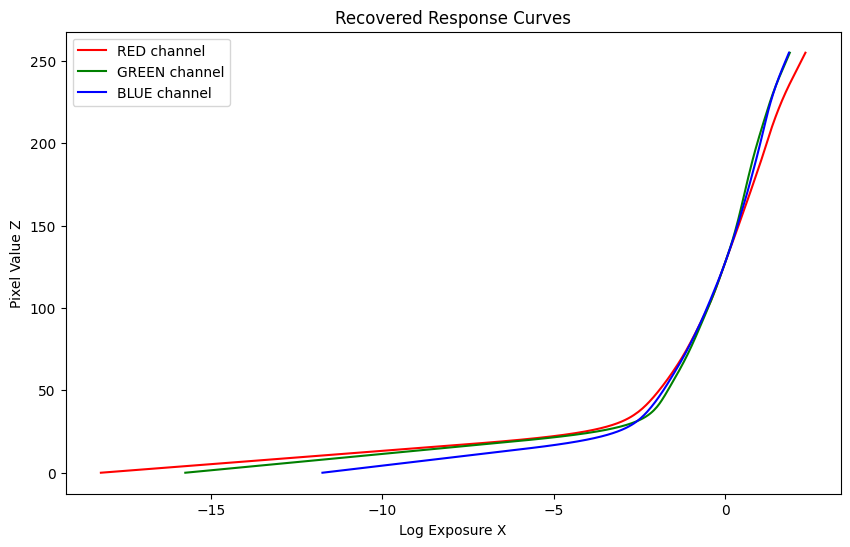 Recovered Response Curves
RED channel
GREEN channel
BLUE channel
250
200
150
100
50
0
Pixel Value Z
−15
−10
−5
0
Log Exposure X